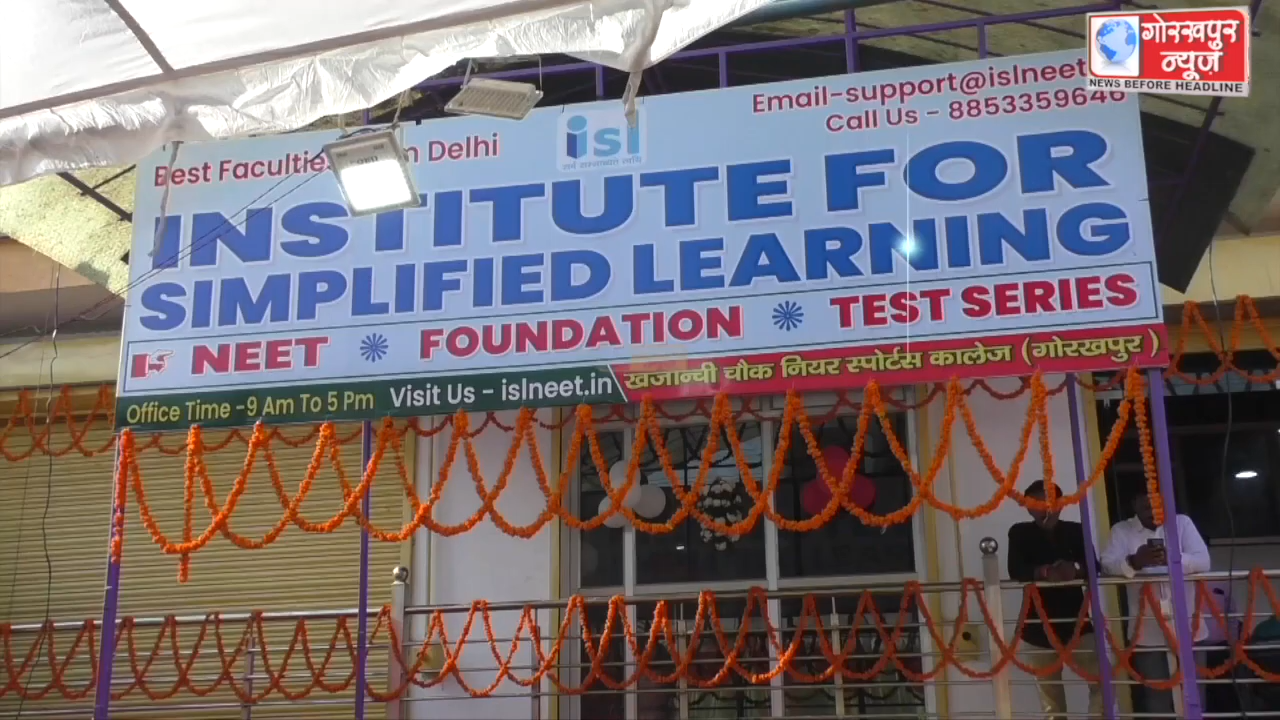 गोरखपुर
न्यूज़
NEWS BEFORE HEADLINE
Email-support@islneet
Call Us - 8853359646
Best Faculties Delhi
isl
INSTITUTE FOR
SIMPLIFIED LEARNING
NEET FOUNDATION TEST SERIES
Office Time -9 Am To 5 Pm Visit Us - islneet.in खजान्ची चौक नियर स्पोर्टस कालेज (गोरखपुर)